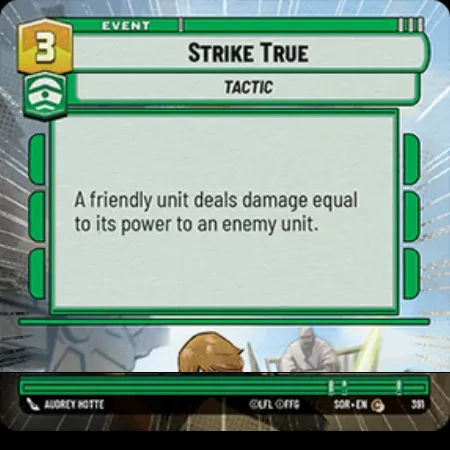 EVENT
3
STRIKE TRUE
TACTIC
A friendly unit deals damage equal
to its power to an enemy unit.
AUDREY HOTTE
©LFL ©FFG
SOR • EN
C